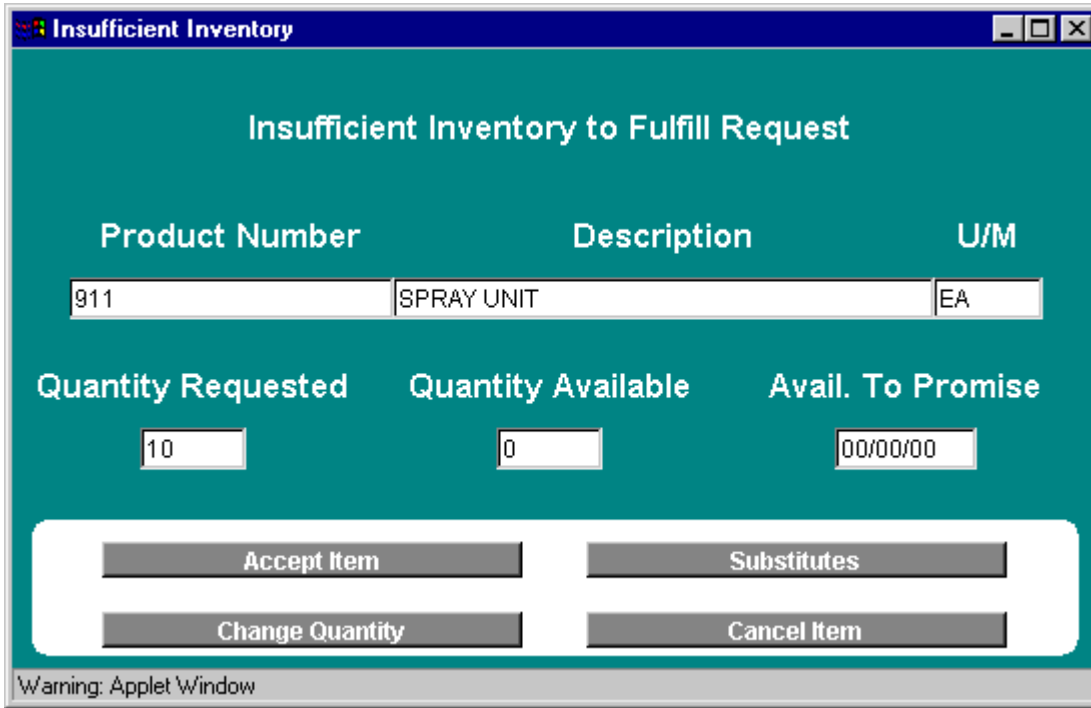 Insufficient Inventory
Insufficient Inventory to Fulfill Request
Product Number Description U/M
911 SPRAY UNIT EA
Quantity Requested Quantity Available Avail. To Promise
10 0 00/00/00
Accept Item Substitutes
Change Quantity Cancel Item
Warning: Applet Window